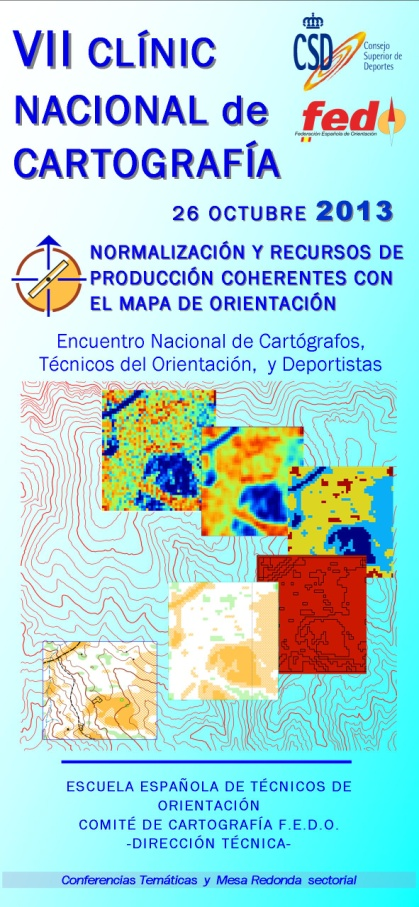 VII CLÍNIC
NACIONAL de
CARTOGRAFÍA
CSD
Consejo
Superior de
Deportes
fedo
Federación Española de Orientación
26 OCTUBRE 2013
NORMALIZACIÓN Y RECURSOS DE
PRODUCCIÓN COHERENTES CON
EL MAPA DE ORIENTACIÓN
Encuentro Nacional de Cartógrafos,
Técnicos del Orientación, y Deportistas
ESCUELA ESPAÑOLA DE TÉCNICOS DE
ORIENTACIÓN
COMITÉ DE CARTOGRAFÍA F.E.D.O.
-DIRECCIÓN TÉCNICA-
Conferencias Temáticas y Mesa Redonda sectorial